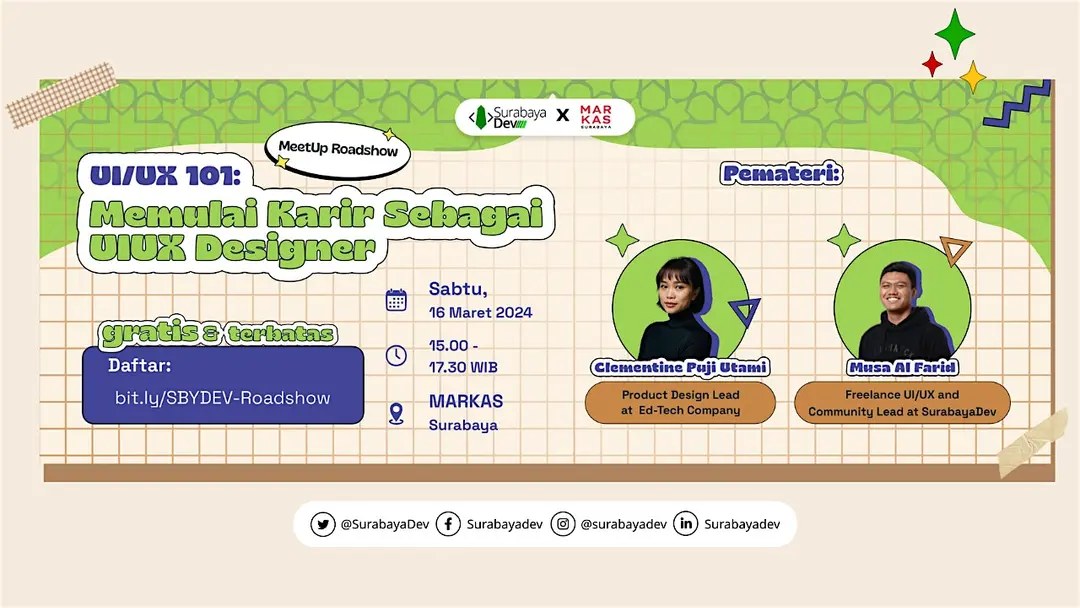 Surabaya
Dev
X
MAR
KAS
SURABAYA
MeetUp Roadshow
UI/UX 101:
Memulai Karir Sebagai
UIUX Designer
gratis & terbatas
Daftar:
bit.ly/SBYDEV-Roadshow
Sabtu,
16 Maret 2024
15.00 -
17.30 WIB
MARKAS
Surabaya
Pemateri:
Clementine Puji Utami
Product Design Lead
at Ed-Tech Company
Musa Al Farid
Freelance UI/UX and
Community Lead at SurabayaDev
@SurabayaDev
Surabayadev
@surabayadev
Surabayadev